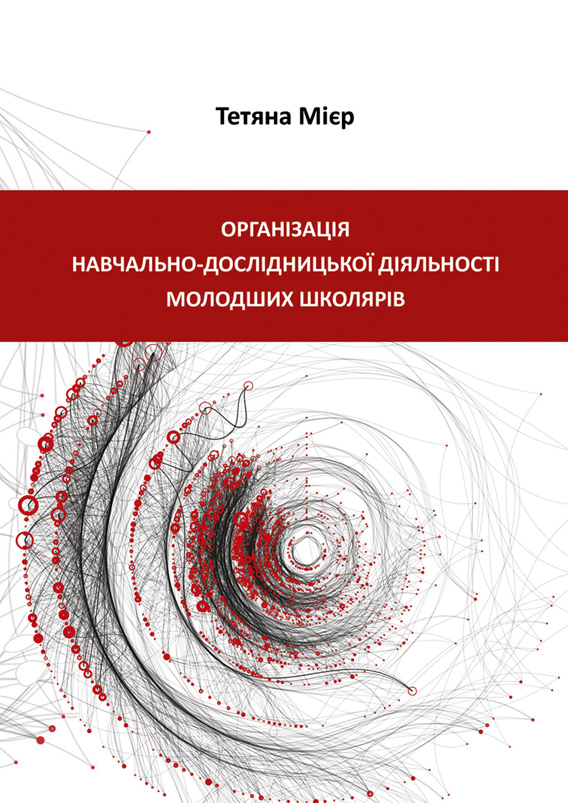 Тетяна Мієр
ОРГАНІЗАЦІЯ
НАВЧАЛЬНО-ДОСЛІДНИЦЬКОЇ ДІЯЛЬНОСТІ
МОЛОДШИХ ШКОЛЯРІВ